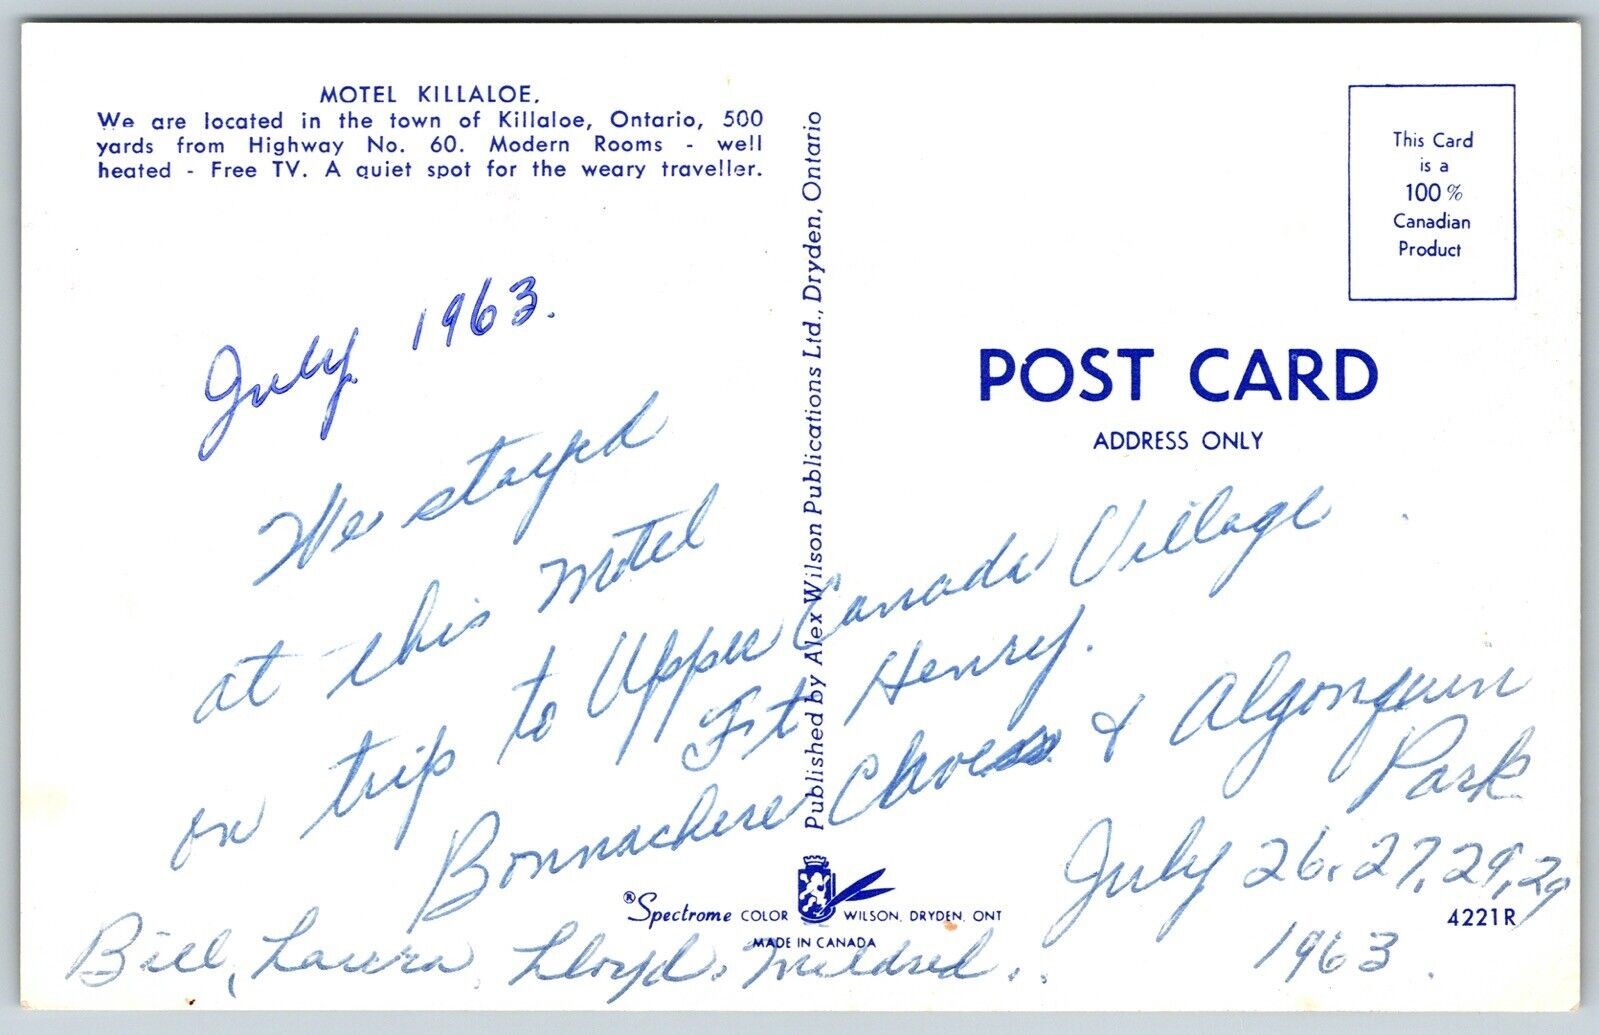 MOTEL KILLALOE.
We are located in the town of Killaloe, Ontario, 500
yards from Highway No. 60. Modern Rooms - well
heated - Free TV. A quiet spot for the weary traveller.
July 1963.
We stayed
at this Motel
on trip to Upper Canada Village
Ft Henry.
Bonnachere & Algonquin
Park
July 26, 27, 29, 29
1963.
Bill, Laura, Lloyd, Mildred.
Published by Alex Wilson Publications Ltd., Dryden, Ontario
This Card
is a
100%
Canadian
Product
POST CARD
ADDRESS ONLY
®Spectrome COLOR WILSON, DRYDEN, ONT
MADE IN CANADA
4221R